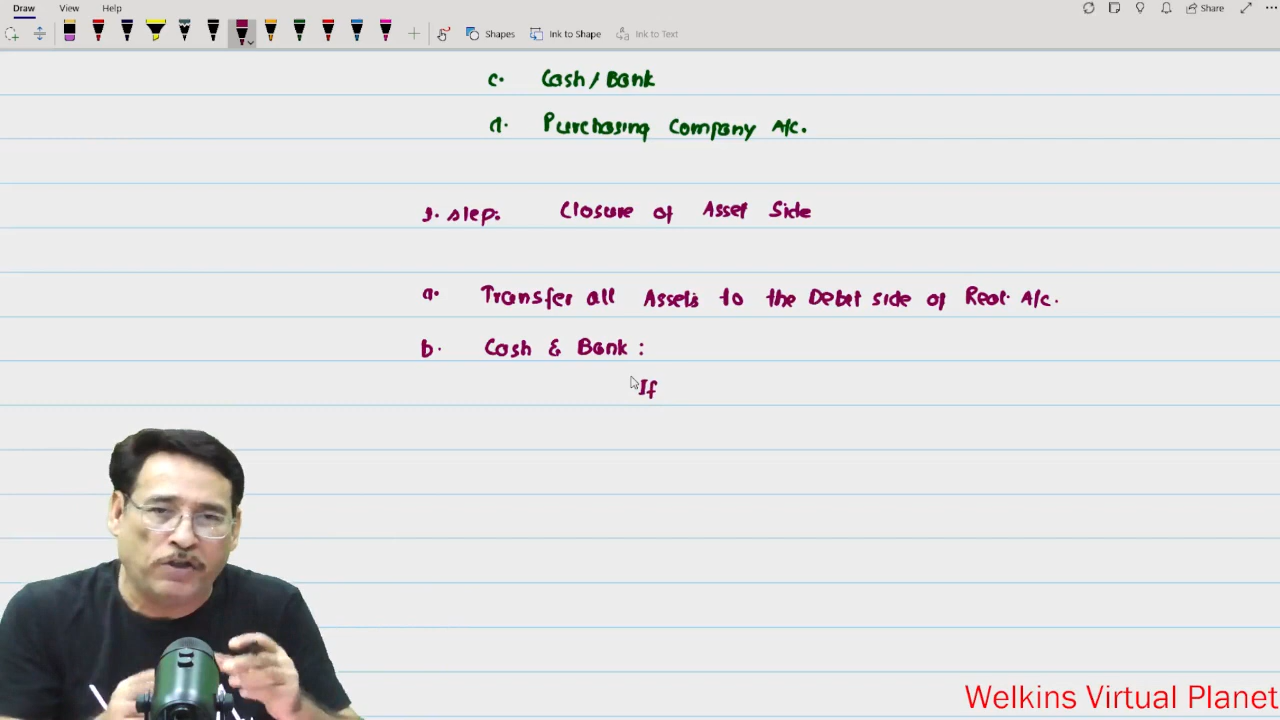 Draw View Help
Share
Shapes Ink to Shape Ink to Text
c. Cash/Bank
d. Purchasing Company A/c.
step: Closure of Asset Side
a. Transfer all Assets to the Debit side of Real. A/c.
b. Cash & Bank :
If
Welkins Virtual Planet